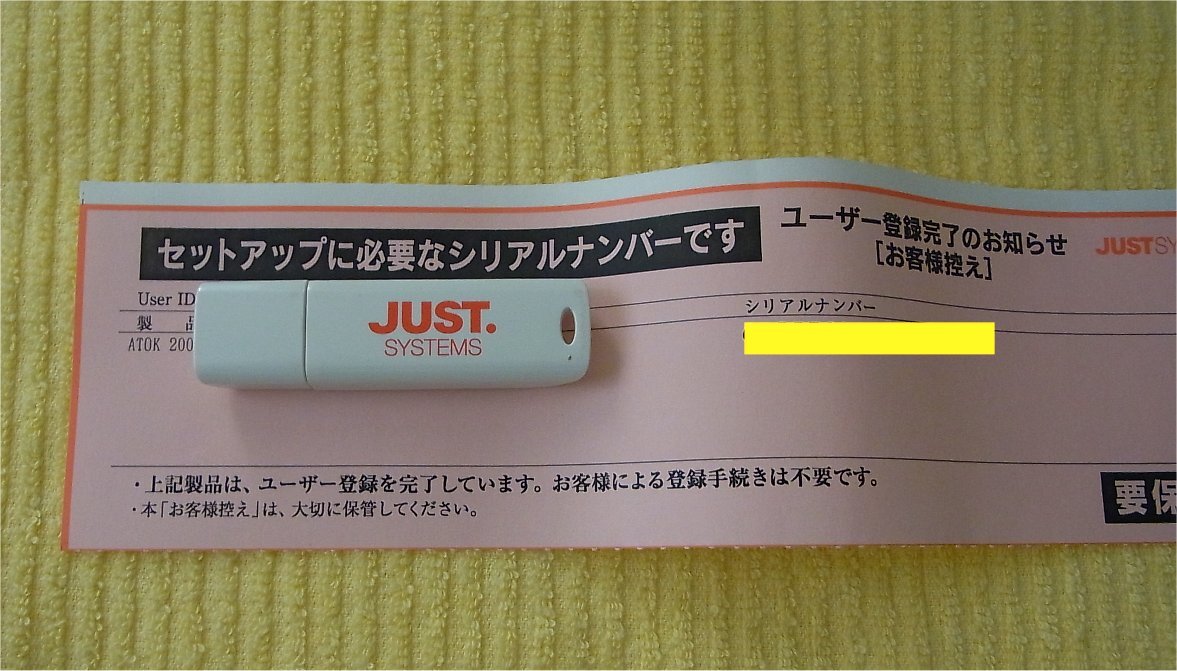 セットアップに必要なシリアルナンバーです
ユーザー登録完了のお知らせ
[お客様控え]
JUSTSY
User ID
シリアルナンバー
製 品
ATOK 200
JUST.
SYSTEMS
・上記製品は、ユーザー登録を完了しています。お客様による登録手続きは不要です。
・本「お客様控え」は、大切に保管してください。
要保